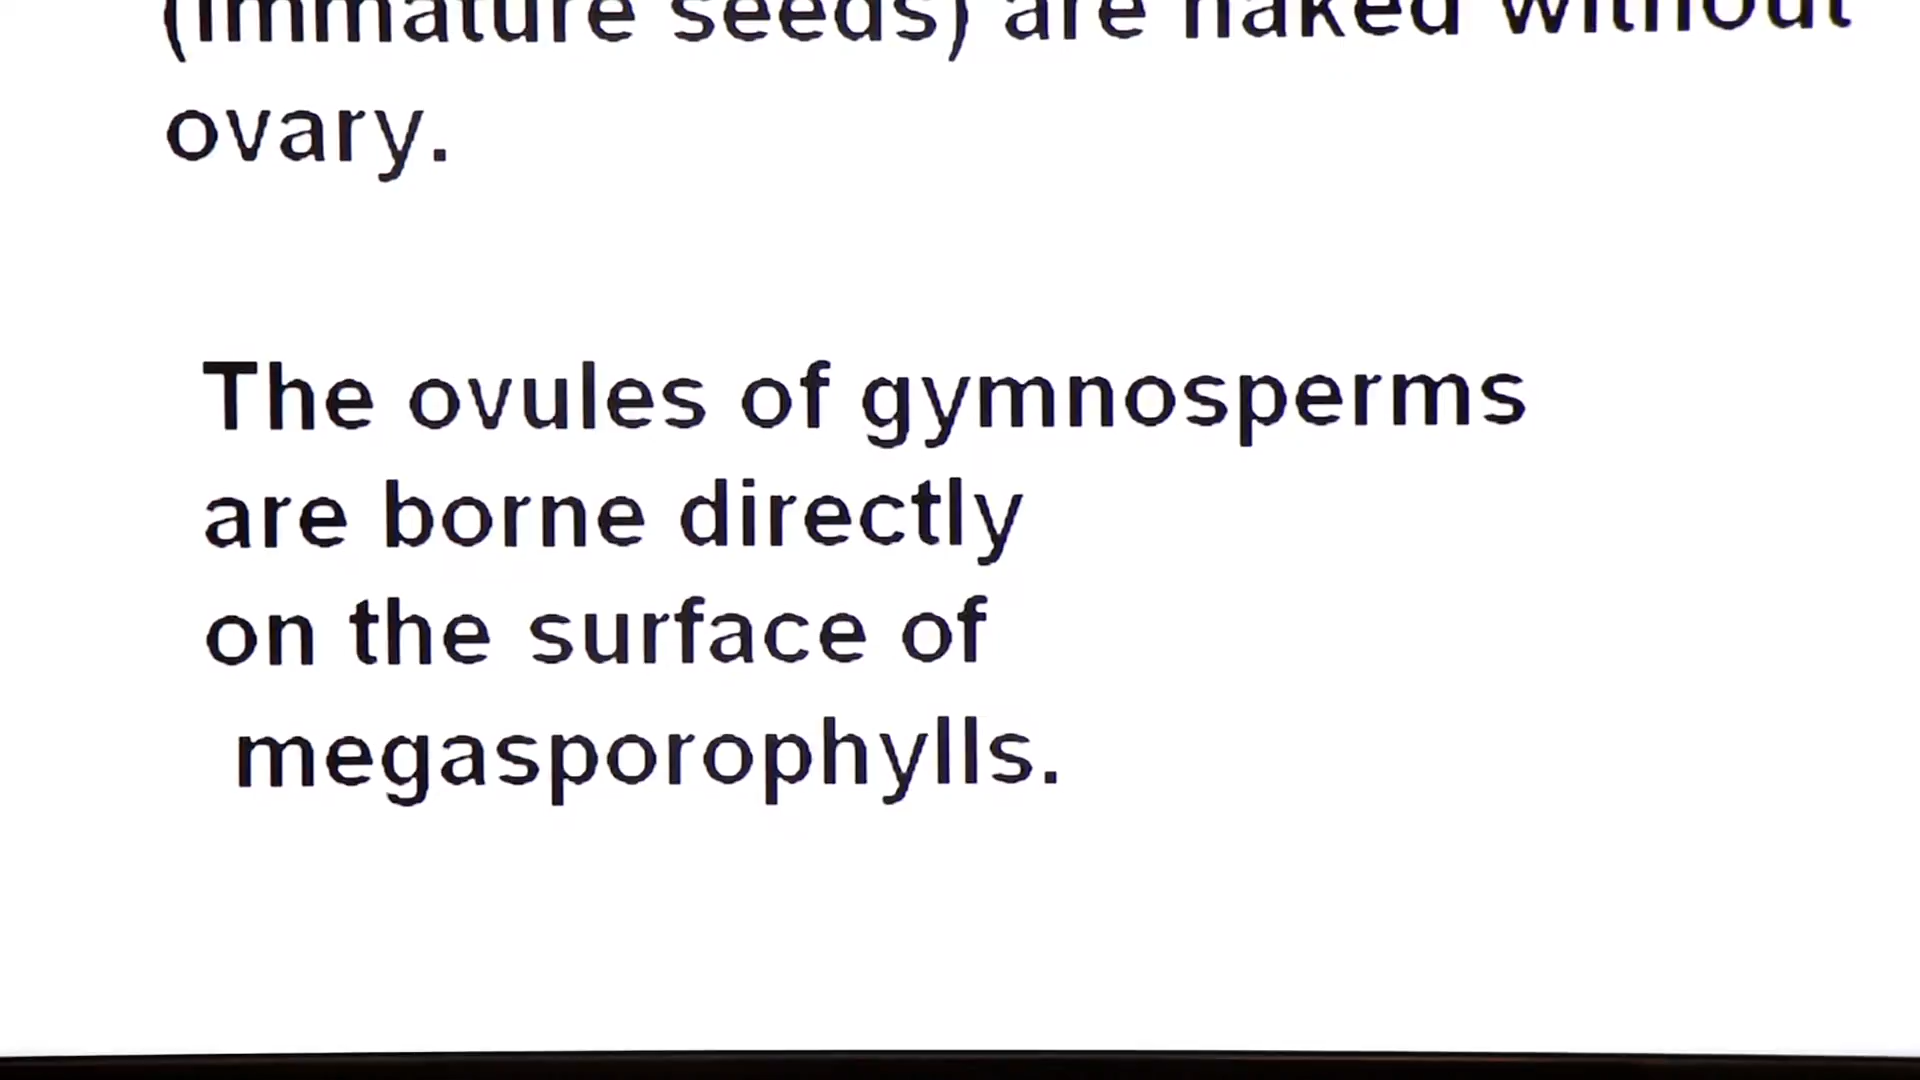 (immature seeds) are naked without
ovary.
The ovules of gymnosperms
are borne directly
on the surface of
megasporophylls.